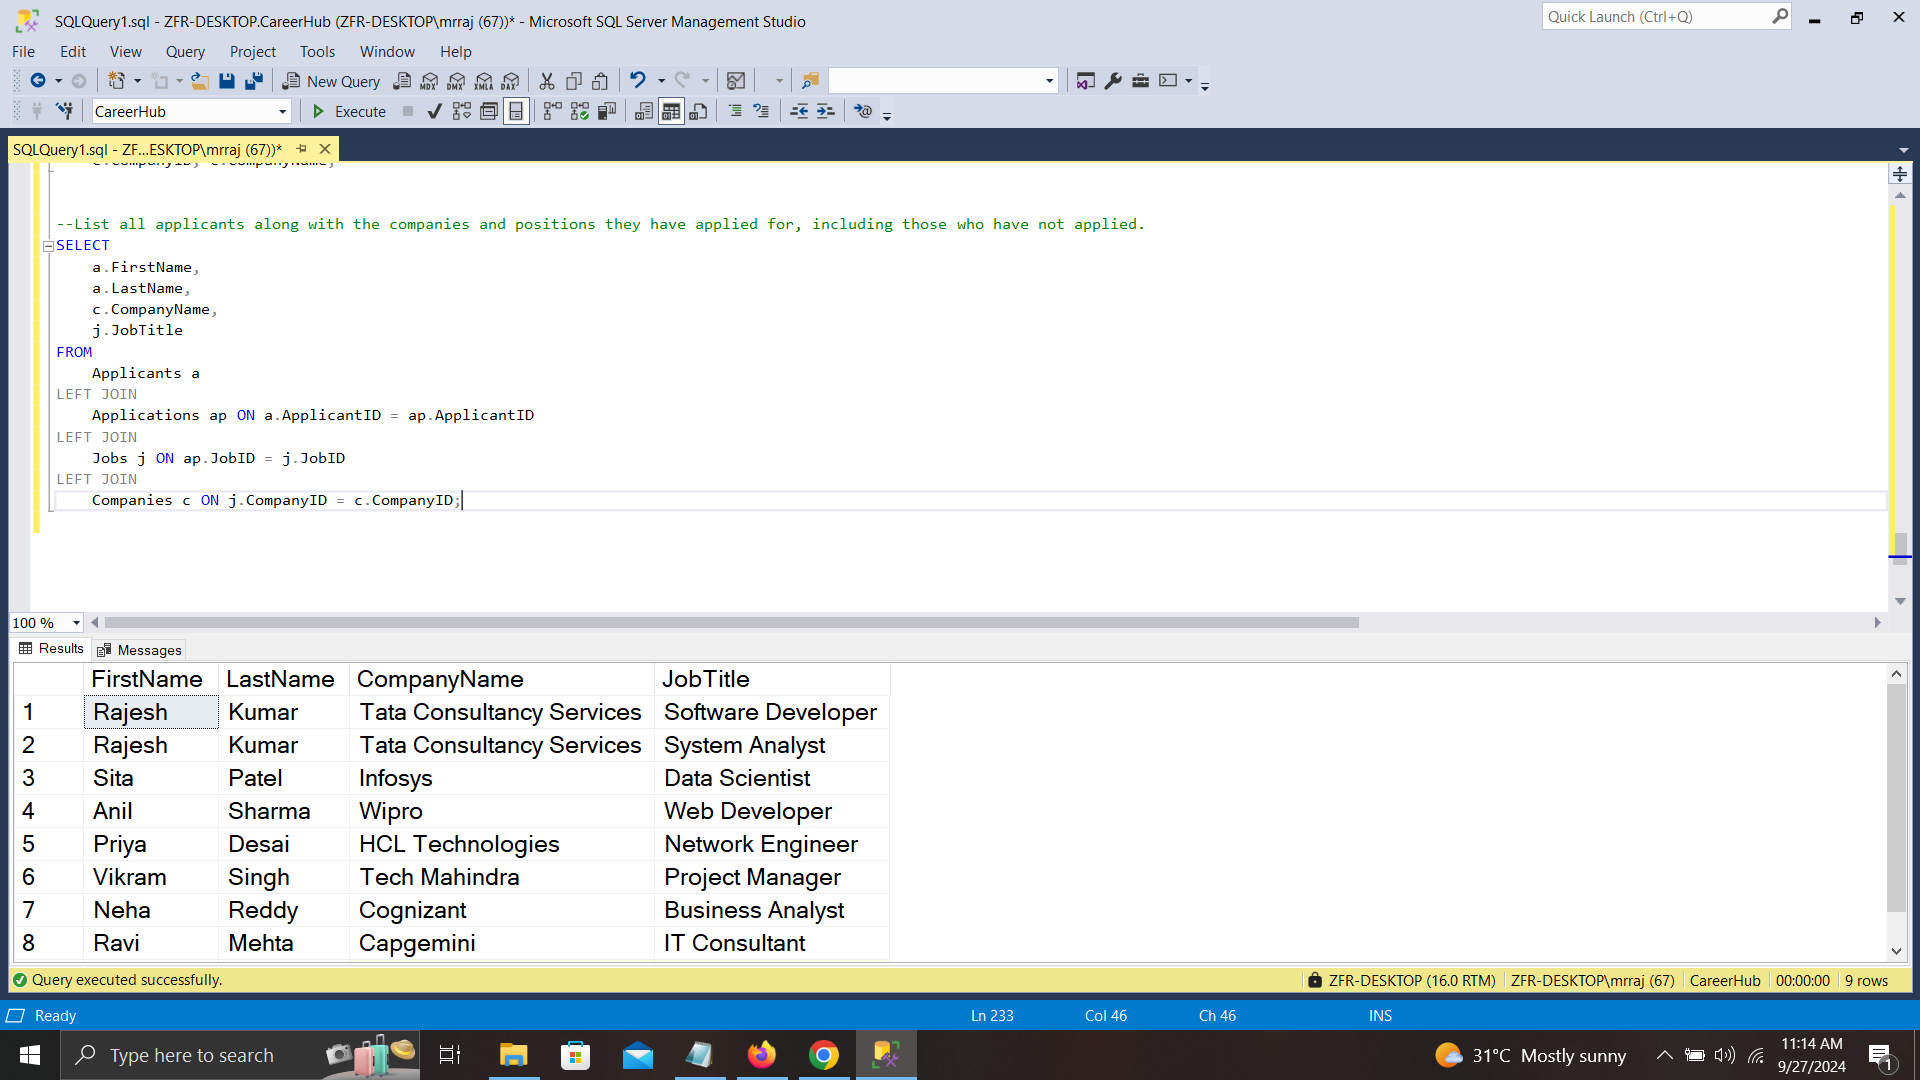 SQLQuery1.sql - ZFR-DESKTOP.CareerHub (ZFR-DESKTOP\mrraj (67))* - Microsoft SQL Server Management Studio
Quick Launch (Ctrl+Q)
File Edit View Query Project Tools Window Help
New Query MDX DMX XMLA DAX
CareerHub Execute
SQLQuery1.sql - ZF...ESKTOP\mrraj (67))*
c.CompanyID, c.CompanyName,
--List all applicants along with the companies and positions they have applied for, including those who have not applied.
SELECT
a.FirstName,
a.LastName,
c.CompanyName,
j.JobTitle
FROM
Applicants a
LEFT JOIN
Applications ap ON a.ApplicantID = ap.ApplicantID
LEFT JOIN
Jobs j ON ap.JobID = j.JobID
LEFT JOIN
Companies c ON j.CompanyID = c.CompanyID;
100 %
Results Messages
FirstName LastName CompanyName JobTitle
1 Rajesh Kumar Tata Consultancy Services Software Developer
2 Rajesh Kumar Tata Consultancy Services System Analyst
3 Sita Patel Infosys Data Scientist
4 Anil Sharma Wipro Web Developer
5 Priya Desai HCL Technologies Network Engineer
6 Vikram Singh Tech Mahindra Project Manager
7 Neha Reddy Cognizant Business Analyst
8 Ravi Mehta Capgemini IT Consultant
Query executed successfully. ZFR-DESKTOP (16.0 RTM) ZFR-DESKTOP\mrraj (67) CareerHub 00:00:00 9 rows
Ready Ln 233 Col 46 Ch 46 INS
Type here to search 31°C Mostly sunny 11:14 AM
9/27/2024 1